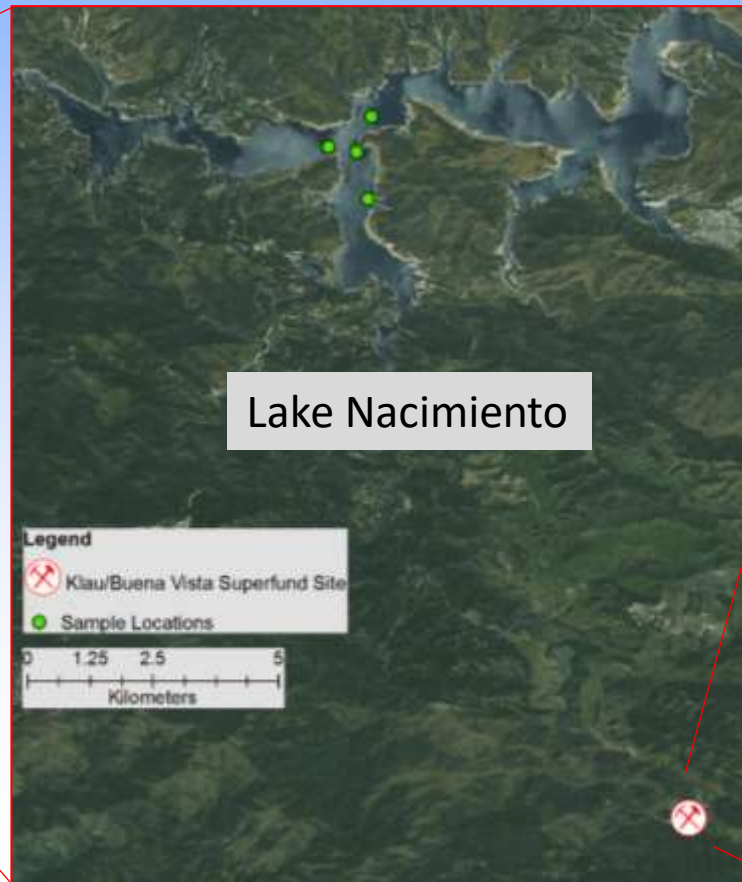 Lake Nacimiento
Legend
Klau/Buena Vista Superfund Site
Sample Locations
0 1.25 2.5 5
Kilometers